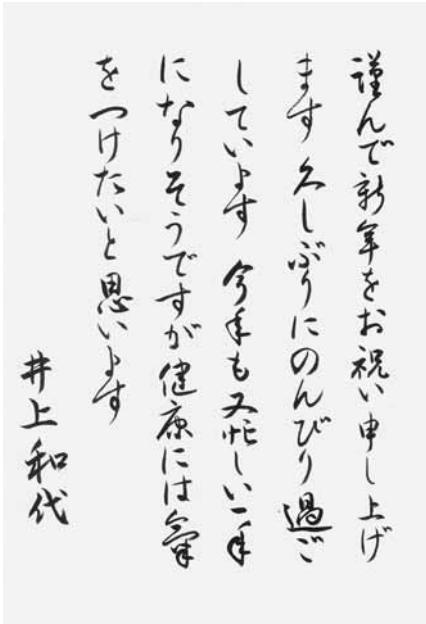 謹んで新年をお祝い申し上げ
ます 久しぶりにのんびり過ご
しています 今年も又忙しい一年
になりそうですが健康には氣
をつけたいと思います
井上和代